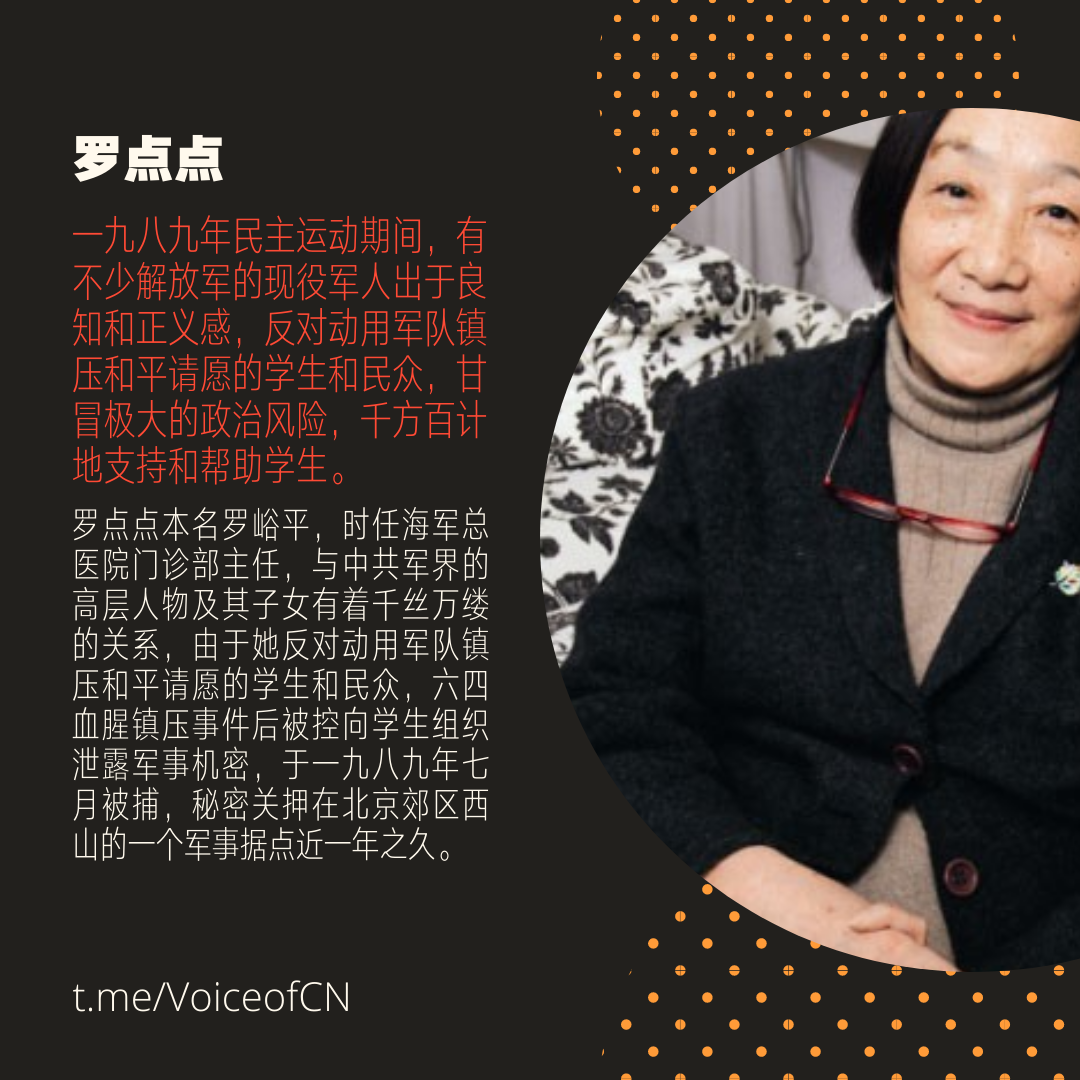 罗点点
一九八九年民主运动期间，有
不少解放军的现役军人出于良
知和正义感，反对动用军队镇
压和平请愿的学生和民众，甘
冒极大的政治风险，千方百计
地支持和帮助学生。
罗点点本名罗峪平，时任海军总
医院门诊部主任，与中共军界的
高层人物及其子女有着千丝万缕
的关系，由于她反对动用军队镇
压和平请愿的学生和民众，六四
血腥镇压事件后被控向学生组织
泄露军事机密，于一九八九年七
月被捕，秘密关押在北京郊区西
山的一个军事据点近一年之久。
t.me/VoiceofCN